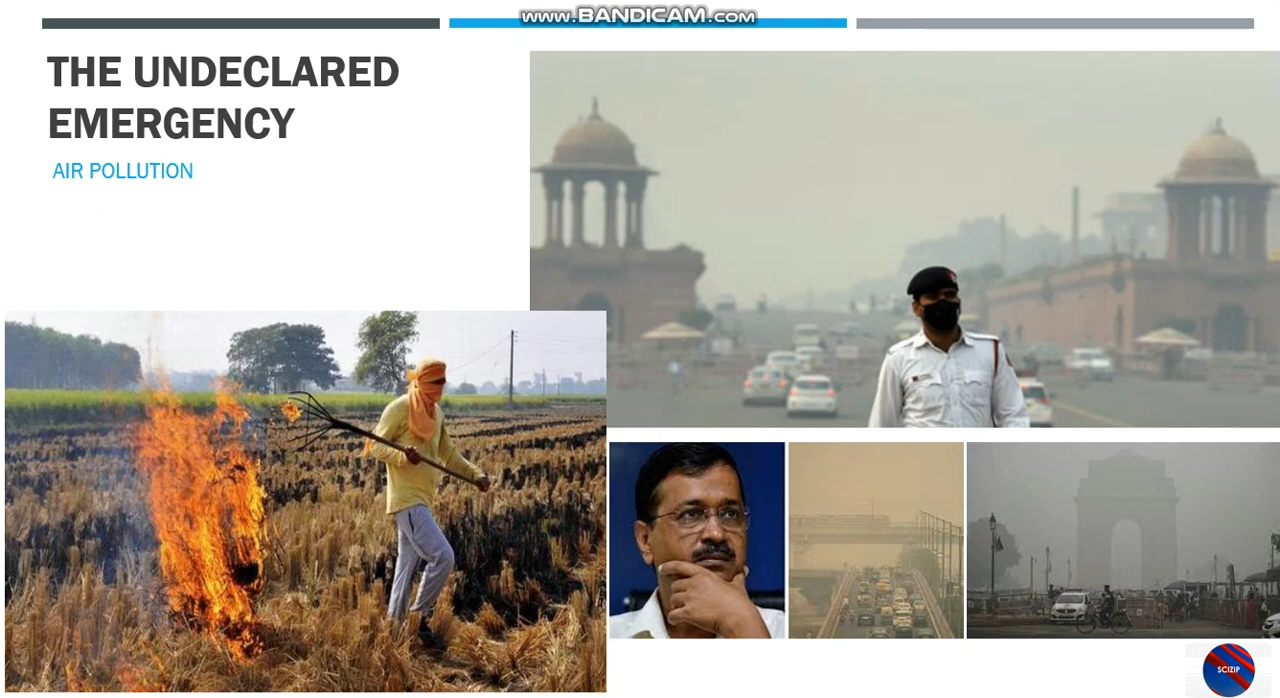 www.BANDICAM.com
THE UNDECLARED
EMERGENCY
AIR POLLUTION
SCIZIP